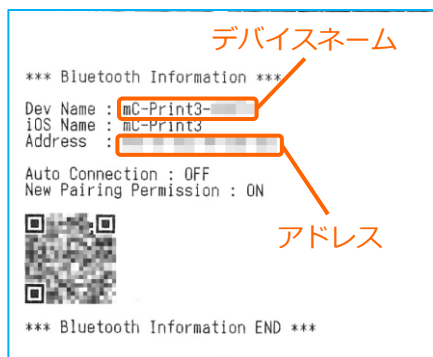 デバイスネーム
*** Bluetooth Information ***
Dev Name : mC-Print3-
iOS Name : mC-Print3
Address :
Auto Connection : OFF
New Pairing Permission : ON
アドレス
*** Bluetooth Information END ***